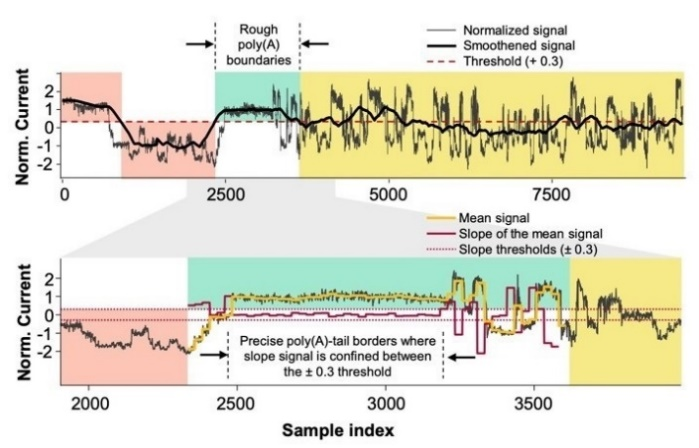 Rough
poly(A)
boundaries
Normalized signal
Smoothened signal
Threshold (+ 0.3)
Norm. Current
2
1
0
-1
-2
0
2500
5000
7500
Mean signal
Slope of the mean signal
Slope thresholds (± 0.3)
Norm. Current
2
1
0
-1
-2
Precise poly(A)-tail borders where
slope signal is confined between
the ± 0.3 threshold
2000
2500
3000
3500
Sample index